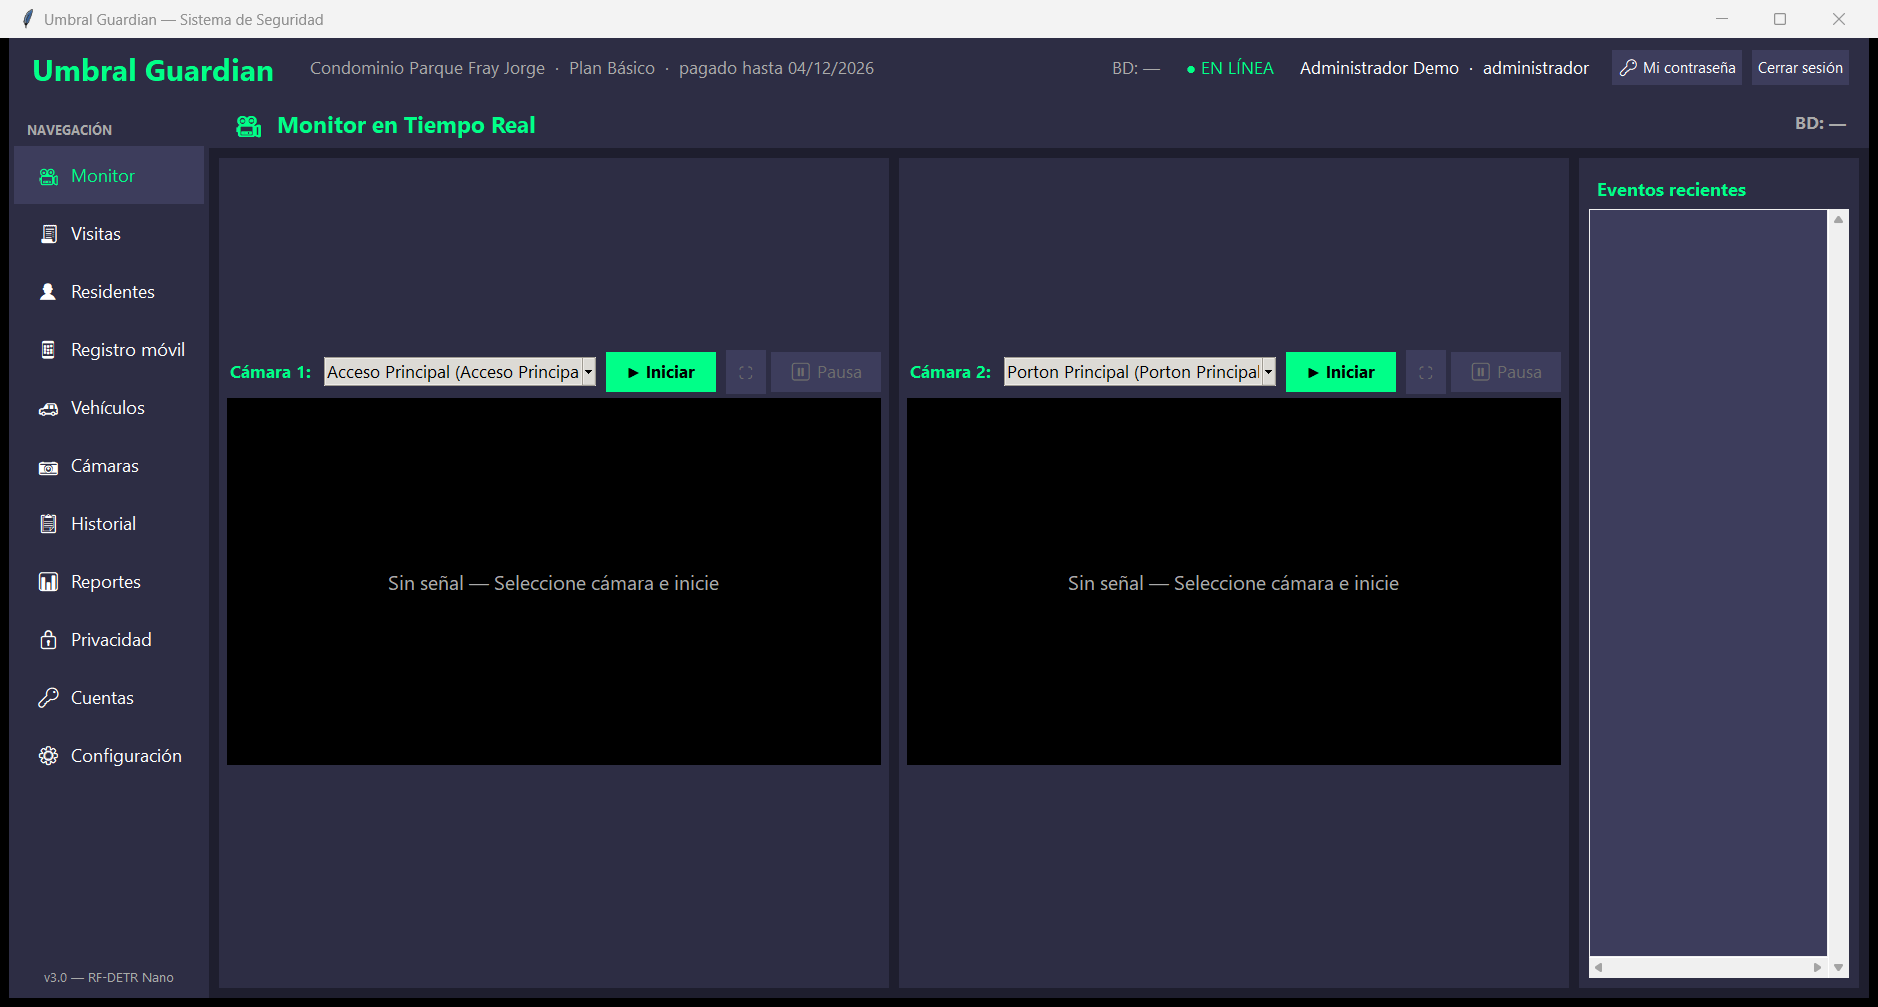 Umbral Guardian — Sistema de Seguridad
Umbral Guardian
Condominio Parque Fray Jorge · Plan Básico · pagado hasta 04/12/2026
BD: —
● EN LÍNEA
Administrador Demo · administrador
Mi contraseña
Cerrar sesión
NAVEGACIÓN
Monitor
Visitas
Residentes
Registro móvil
Vehículos
Cámaras
Historial
Reportes
Privacidad
Cuentas
Configuración
v3.0 — RF-DETR Nano
Monitor en Tiempo Real
BD: —
Cámara 1:
Acceso Principal (Acceso Principa
► Iniciar
Pausa
Sin señal — Seleccione cámara e inicie
Cámara 2:
Porton Principal (Porton Principal
► Iniciar
Pausa
Sin señal — Seleccione cámara e inicie
Eventos recientes